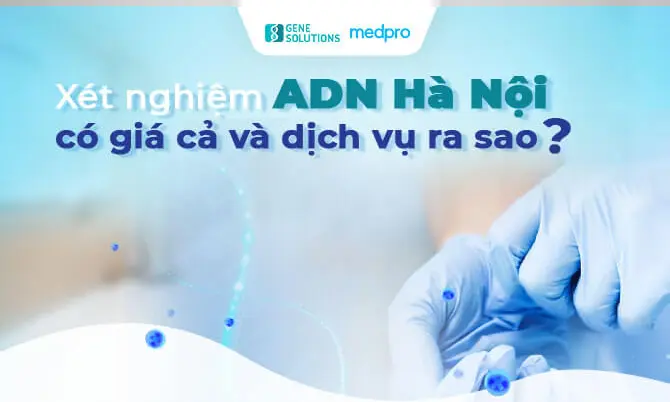 GENE
SOLUTIONS
medpro
Xét nghiệm ADN Hà Nội
có giá cả và dịch vụ ra sao?